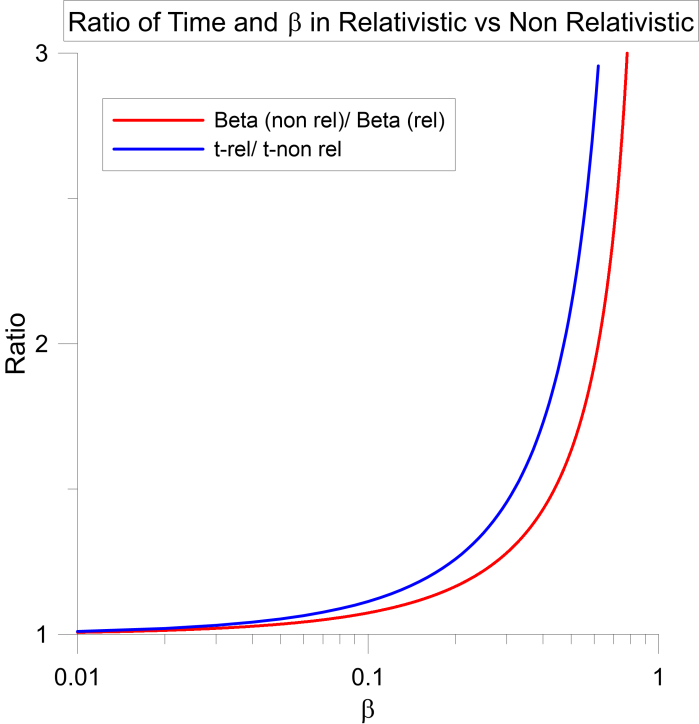 Ratio of Time and β in Relativistic vs Non Relativistic
3
Beta (non rel)/ Beta (rel)
t-rel/ t-non rel
Ratio
2
1
0.01
0.1
1
β